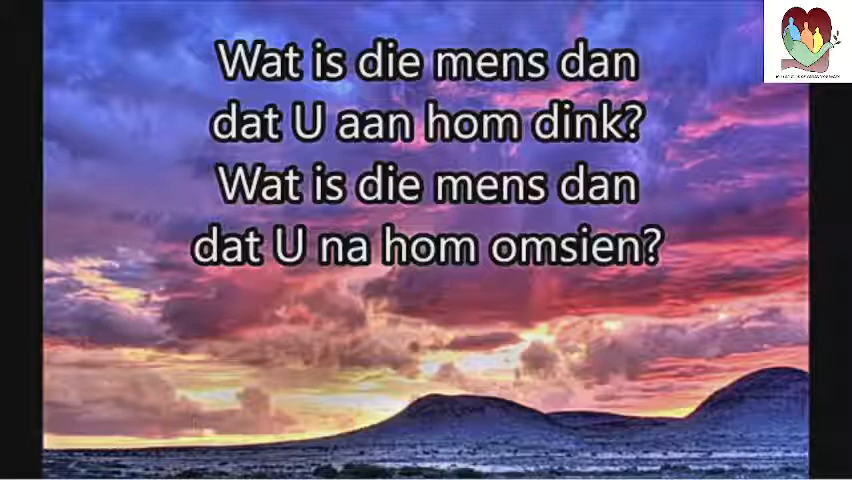 Wat is die mens dan
dat U aan hom dink?
Wat is die mens dan
dat U na hom omsien?